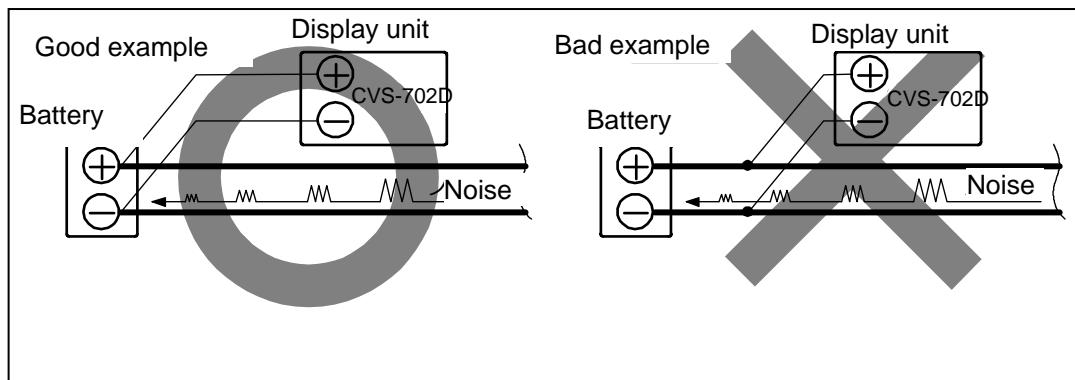 Good example
Display unit
CVS-702D
Battery
+
−
+
−
Noise
Bad example
Display unit
CVS-702D
Battery
+
−
+
−
Noise